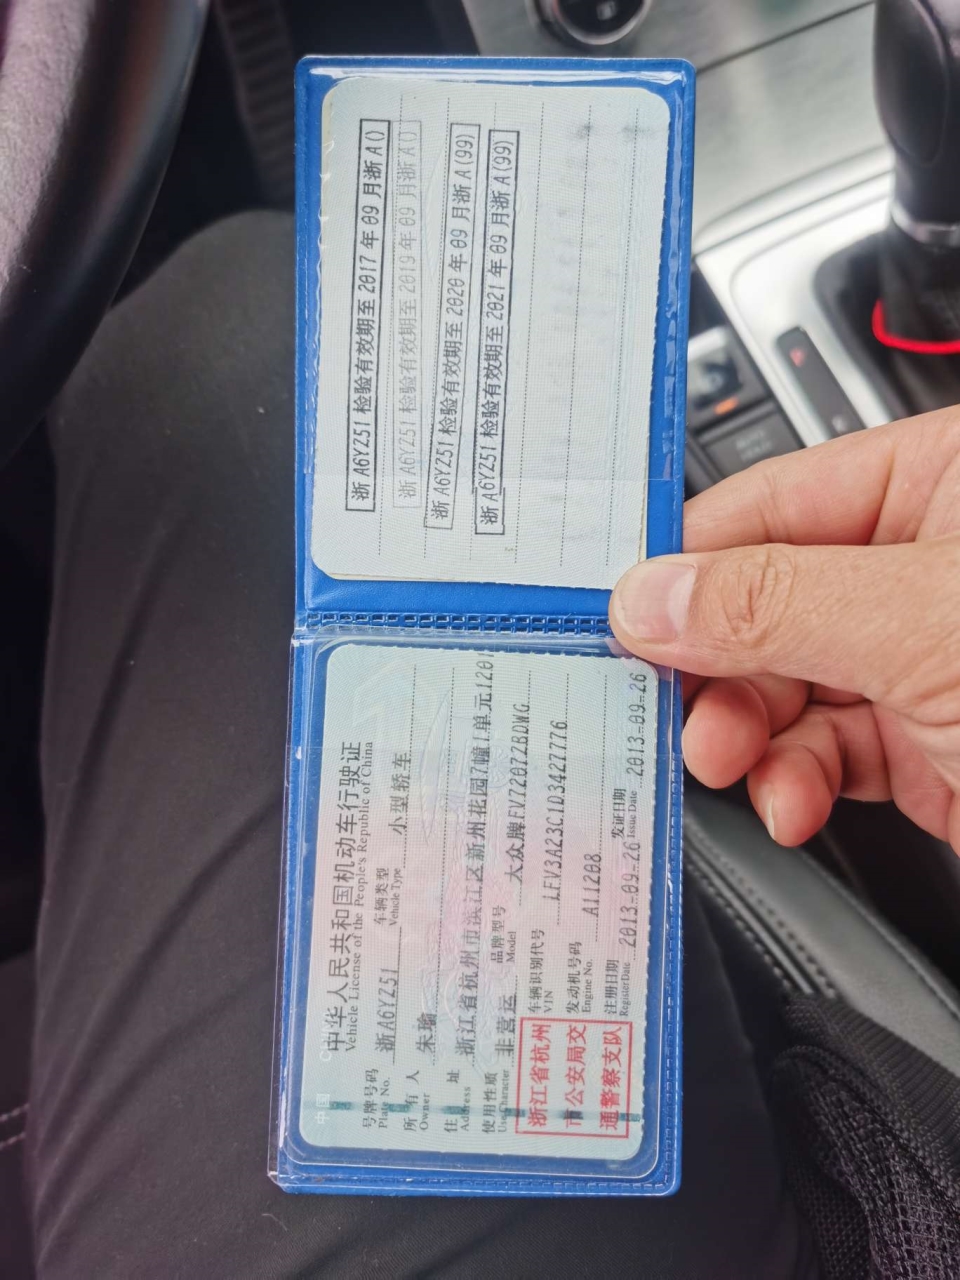 中华人民共和国机动车行驶证
Vehicle License of the People's Republic of China
号牌号码 浙A6YZ51 车辆类型 小型轿车
Plate No. Vehicle Type
所有人 朱瑜
Owner
住址 浙江省杭州市滨江区新州花园7幢1单元1201
Address
使用性质 非营运 品牌型号 大众牌FV7207ZBDWG
Use Character Model
浙江省杭州
市公安局交
通警察支队
车辆识别代号 LFV3A23C1D3427776
VIN
发动机号码 A11208
Engine No.
注册日期 2013-09-26 发证日期 2013-09-26
Register Date Issue Date
浙A6YZ51检验有效期至2017年09月浙A()
浙A6YZ51检验有效期至2019年09月浙A()
浙A6YZ51检验有效期至2020年09月浙A(99)
浙A6YZ51检验有效期至2021年09月浙A(99)